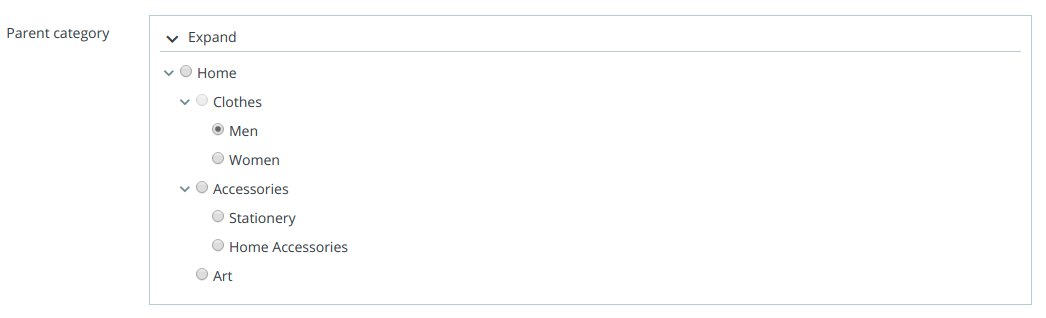 Parent category
Expand
Home
Clothes
Men
Women
Accessories
Stationery
Home Accessories
Art